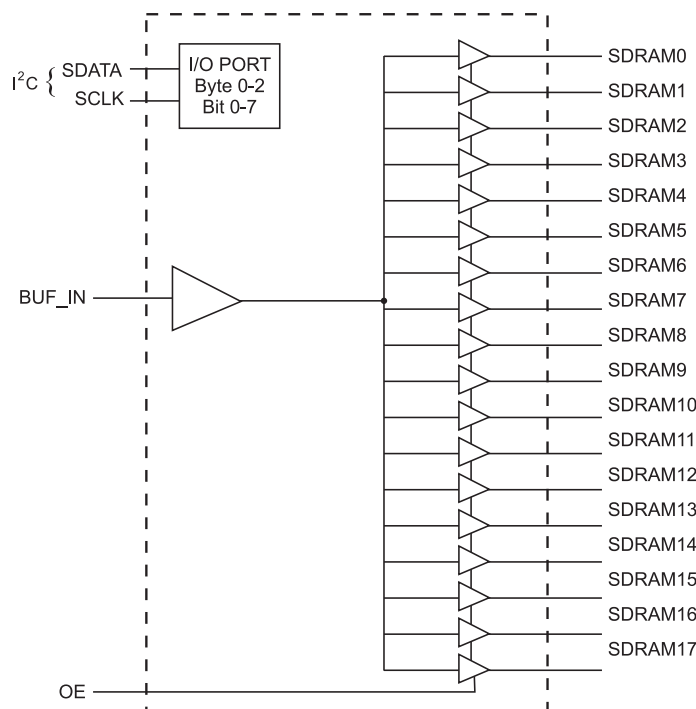 I²C { SDATA
SCLK
I/O PORT
Byte 0-2
Bit 0-7
BUF_IN
OE
SDRAM0
SDRAM1
SDRAM2
SDRAM3
SDRAM4
SDRAM5
SDRAM6
SDRAM7
SDRAM8
SDRAM9
SDRAM10
SDRAM11
SDRAM12
SDRAM13
SDRAM14
SDRAM15
SDRAM16
SDRAM17